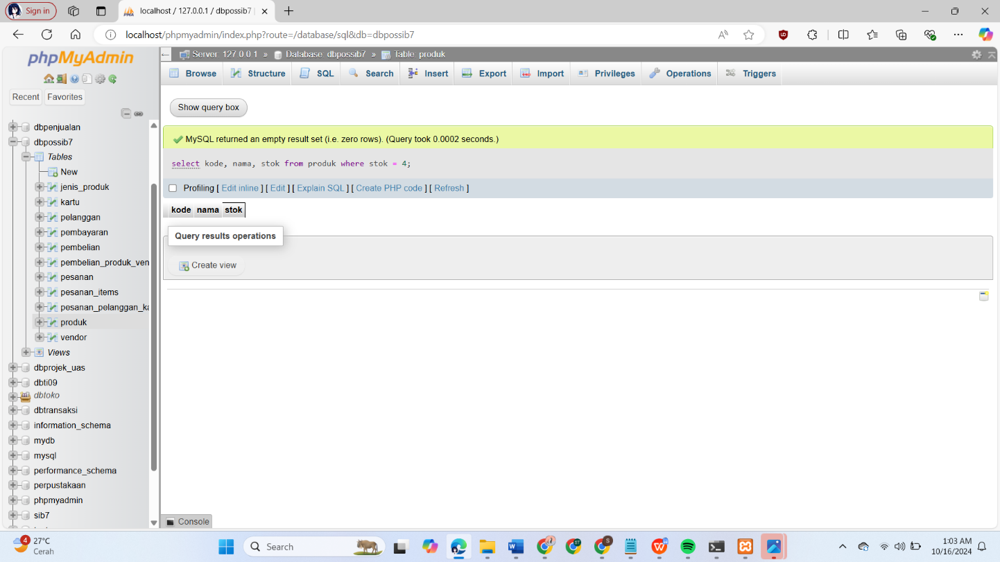 Sign in
localhost / 127.0.0.1 / dbpossib7
localhost/phpmyadmin/index.php?route=/database/sql&db=dbpossib7
phpMyAdmin
Recent
Favorites
dbpenjualan
dbpossib7
Tables
New
jenis_produk
kartu
pelanggan
pembayaran
pembelian
pembelian_produk_ven
pesanan
pesanan_items
pesanan_pelanggan_ka
produk
vendor
Views
dbprojek_uas
dbti09
dbtoko
dbtransaksi
information_schema
mydb
mysql
performance_schema
perpustakaan
phpmyadmin
sib7
Server: 127.0.0.1 » Database: dbpossib7 » Table: produk
Browse
Structure
SQL
Search
Insert
Export
Import
Privileges
Operations
Triggers
Show query box
MySQL returned an empty result set (i.e. zero rows). (Query took 0.0002 seconds.)
select kode, nama, stok from produk where stok = 4;
Profiling [ Edit inline ] [ Edit ] [ Explain SQL ] [ Create PHP code ] [ Refresh ]
kode nama stok
Query results operations
Create view
Console
4
27°C
Cerah
Search
1:03 AM
10/16/2024